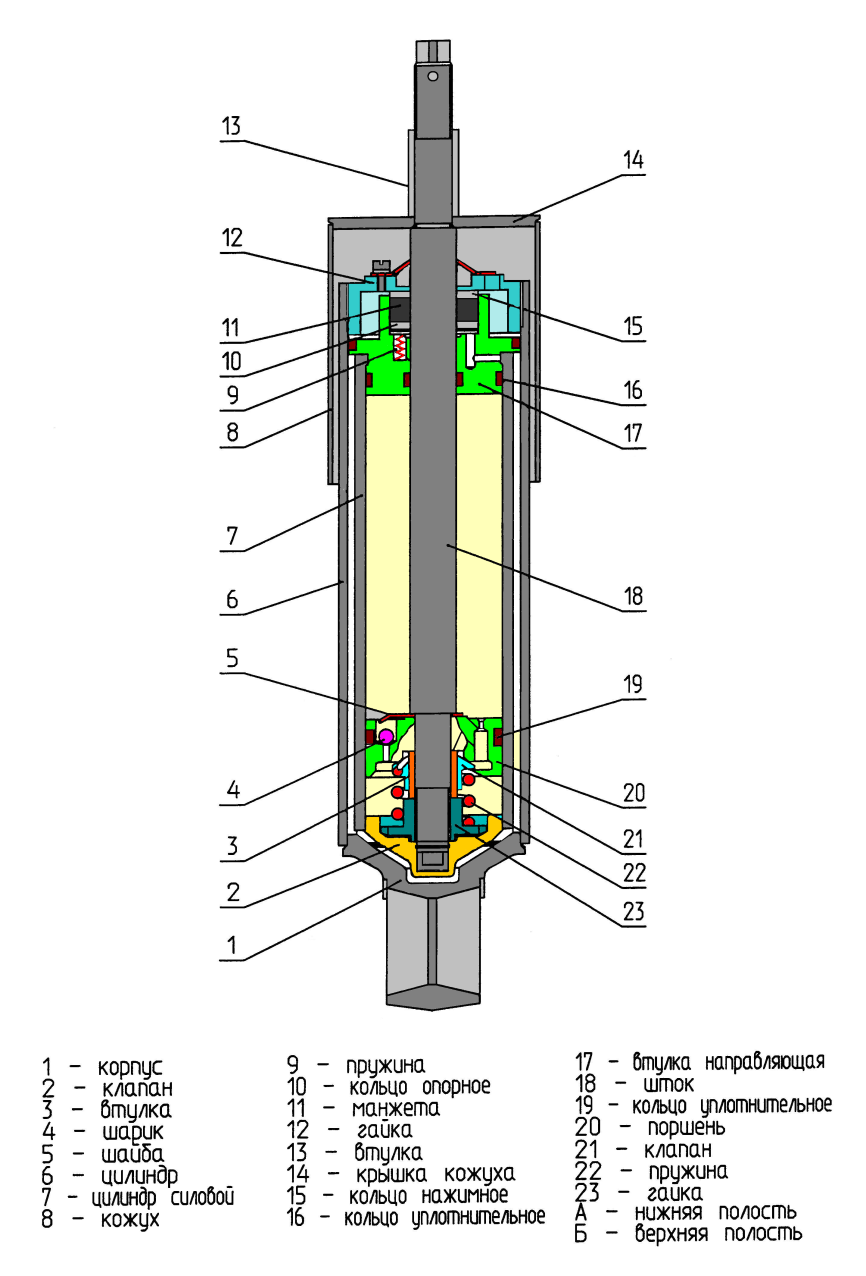 13
14
12
11
15
10
9
16
8
17
7
6
18
5
19
4
20
3
21
2
22
23
1
1 - корпус
2 - клапан
3 - втулка
4 - шарик
5 - шайба
6 - цилиндр
7 - цилиндр силовой
8 - кожух
9 - пружина
10 - кольцо опорное
11 - манжета
12 - гайка
13 - втулка
14 - крышка кожуха
15 - кольцо нажимное
16 - кольцо уплотнительное
17 - втулка направляющая
18 - шток
19 - кольцо уплотнительное
20 - поршень
21 - клапан
22 - пружина
23 - гайка
А - нижняя полость
Б - верхняя полость